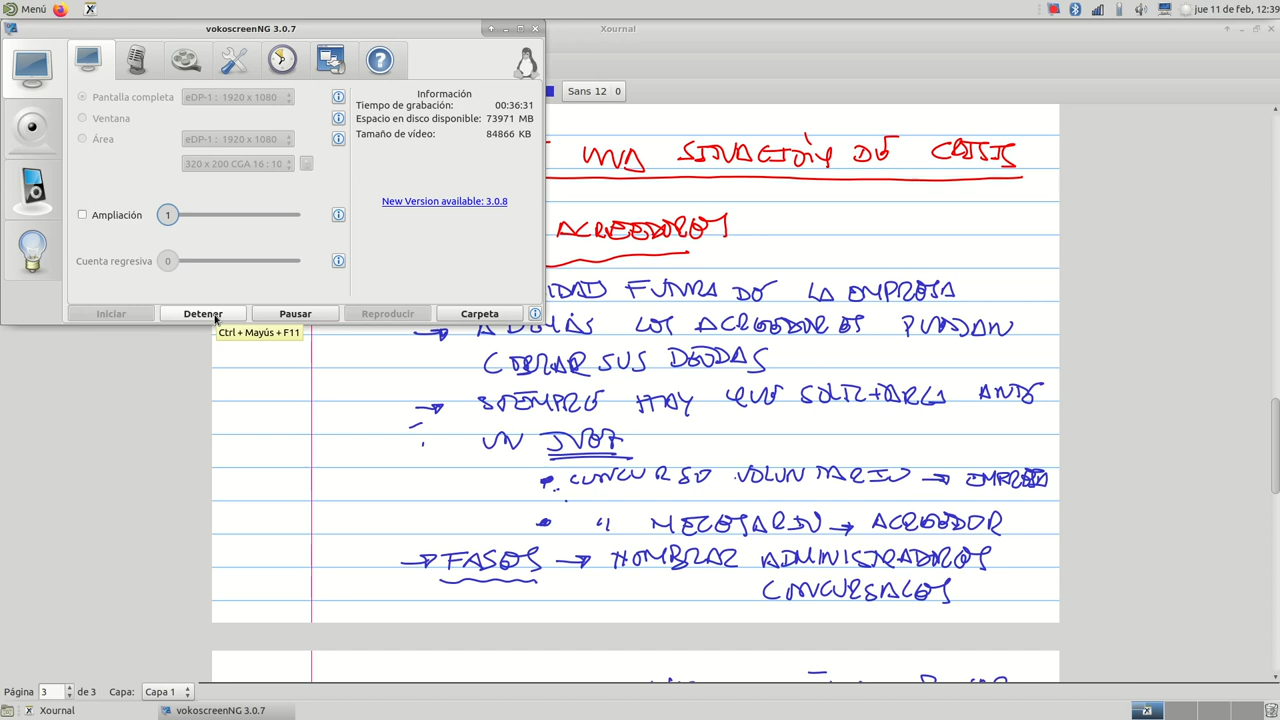 Menú
jue 11 de feb, 12:39
vokoscreenNG 3.0.7
Xournal
Sans 12 0
Pantalla completa
eDP-1 : 1920 x 1080
Ventana
Área
eDP-1 : 1920 x 1080
320 x 200 CGA 16 : 10
Ampliación
1
Cuenta regresiva
0
Información
Tiempo de grabación: 00:36:31
Espacio en disco disponible: 73971 MB
Tamaño de vídeo: 84866 KB
New Version available: 3.0.8
Iniciar
Detener
Pausar
Reproducir
Carpeta
Ctrl + Mayús + F11
UNA SITUACIÓN DE CRISIS
ACREEDORES
IDAD FUTURA DE LA EMPRESA
→ ADEMÁS LOS ACREEDORES PUEDAN
COBRAR SUS DEUDAS
→ SIEMPRE HAY QUE SOLICITARLA ANTE
UN JUEZ
• CONCURSO VOLUNTARIO → EMPRESA
• " NECESARIO → ACREEDOR
→ FASES → NOMBRAR ADMINISTRADORES
CONCURSALES
Página 3 de 3 Capa: Capa 1
Xournal
vokoscreenNG 3.0.7